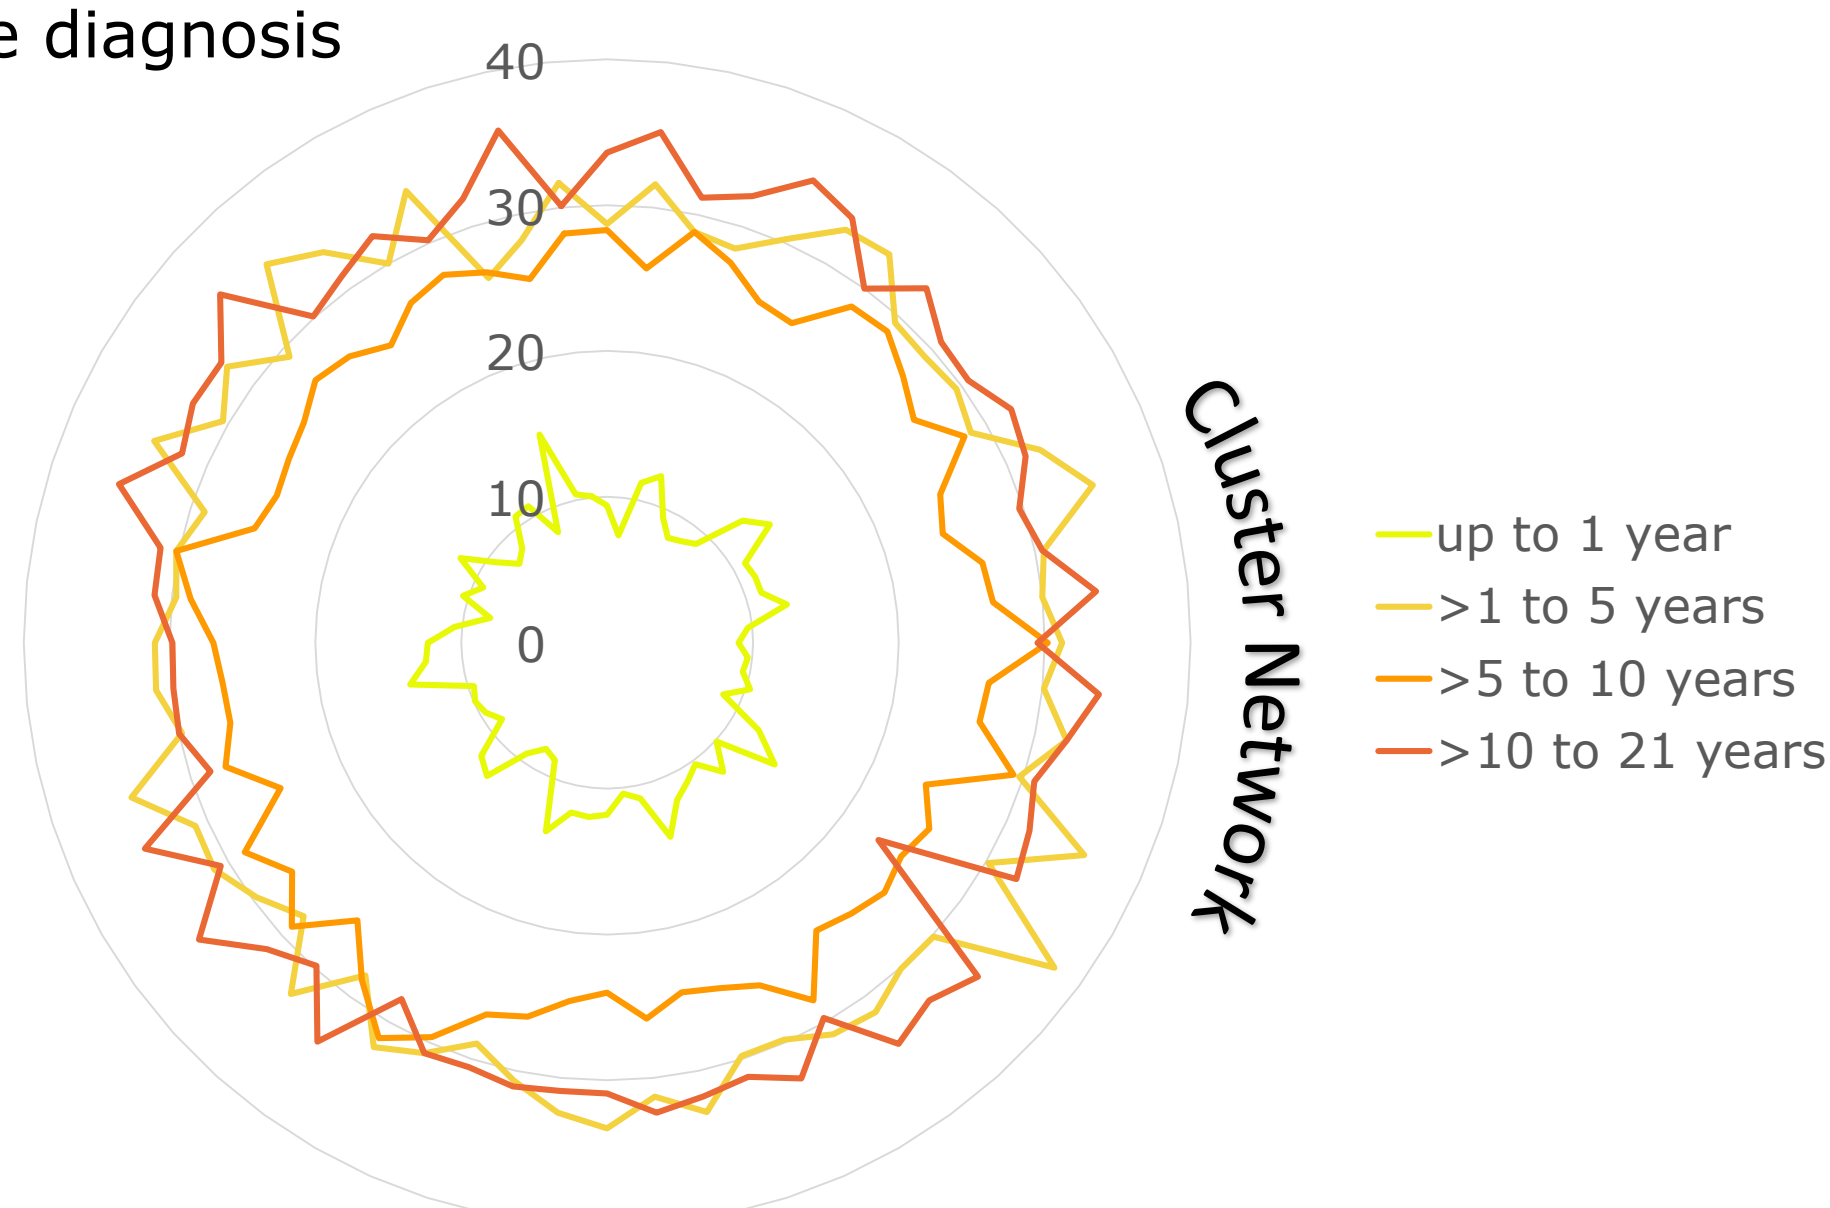 e diagnosis
40
30
20
10
0
Cluster Network
up to 1 year
>1 to 5 years
>5 to 10 years
>10 to 21 years